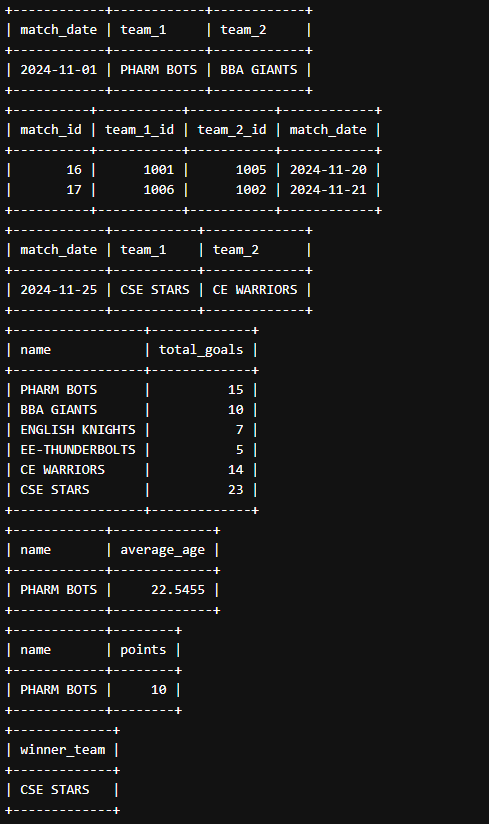 +------------+------------+------------+
| match_date | team_1     | team_2     |
+------------+------------+------------+
| 2024-11-01 | PHARM BOTS | BBA GIANTS |
+------------+------------+------------+
+----------+-----------+-----------+------------+
| match_id | team_1_id | team_2_id | match_date |
+----------+-----------+-----------+------------+
|       16 |      1001 |      1005 | 2024-11-20 |
|       17 |      1006 |      1002 | 2024-11-21 |
+----------+-----------+-----------+------------+
+------------+-----------+-------------+
| match_date | team_1    | team_2      |
+------------+-----------+-------------+
| 2024-11-25 | CSE STARS | CE WARRIORS |
+------------+-----------+-------------+
+-----------------+-------------+
| name            | total_goals |
+-----------------+-------------+
| PHARM BOTS      |          15 |
| BBA GIANTS      |          10 |
| ENGLISH KNIGHTS |           7 |
| EE-THUNDERBOLTS |           5 |
| CE WARRIORS     |          14 |
| CSE STARS       |          23 |
+-----------------+-------------+
+------------+-------------+
| name       | average_age |
+------------+-------------+
| PHARM BOTS |     22.5455 |
+------------+-------------+
+------------+--------+
| name       | points |
+------------+--------+
| PHARM BOTS |     10 |
+------------+--------+
+-------------+
| winner_team |
+-------------+
| CSE STARS   |
+-------------+